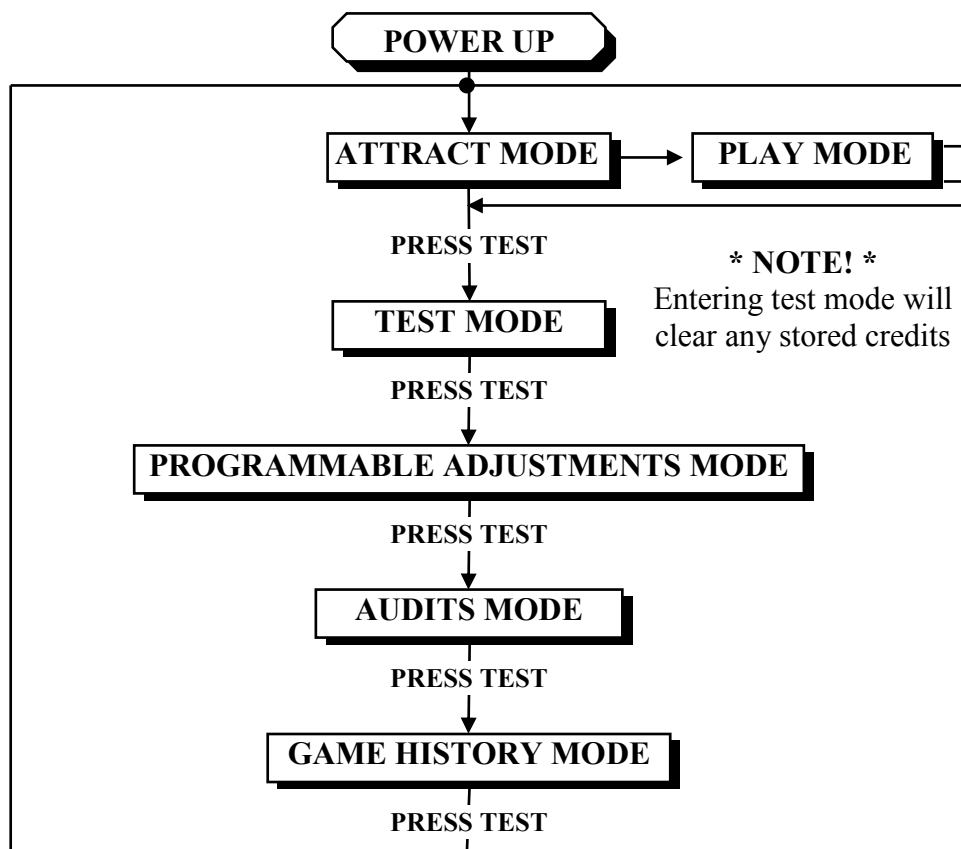 POWER UP
ATTRACT MODE
PLAY MODE
PRESS TEST
* NOTE! *
Entering test mode will
clear any stored credits
TEST MODE
PRESS TEST
PROGRAMMABLE ADJUSTMENTS MODE
PRESS TEST
AUDITS MODE
PRESS TEST
GAME HISTORY MODE
PRESS TEST